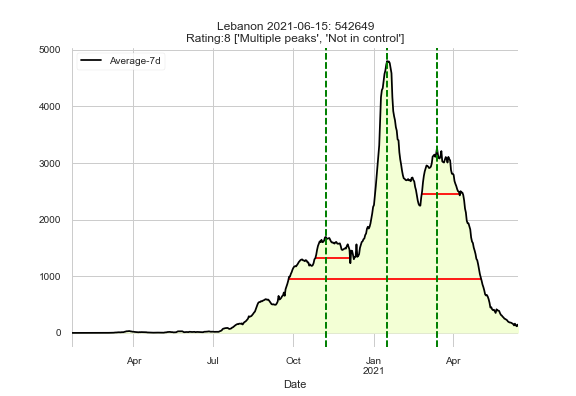 Lebanon 2021-06-15: 542649
Rating:8 ['Multiple peaks', 'Not in control']
Average-7d
5000
4000
3000
2000
1000
0
Apr
Jul
Oct
Jan
2021
Apr
Date